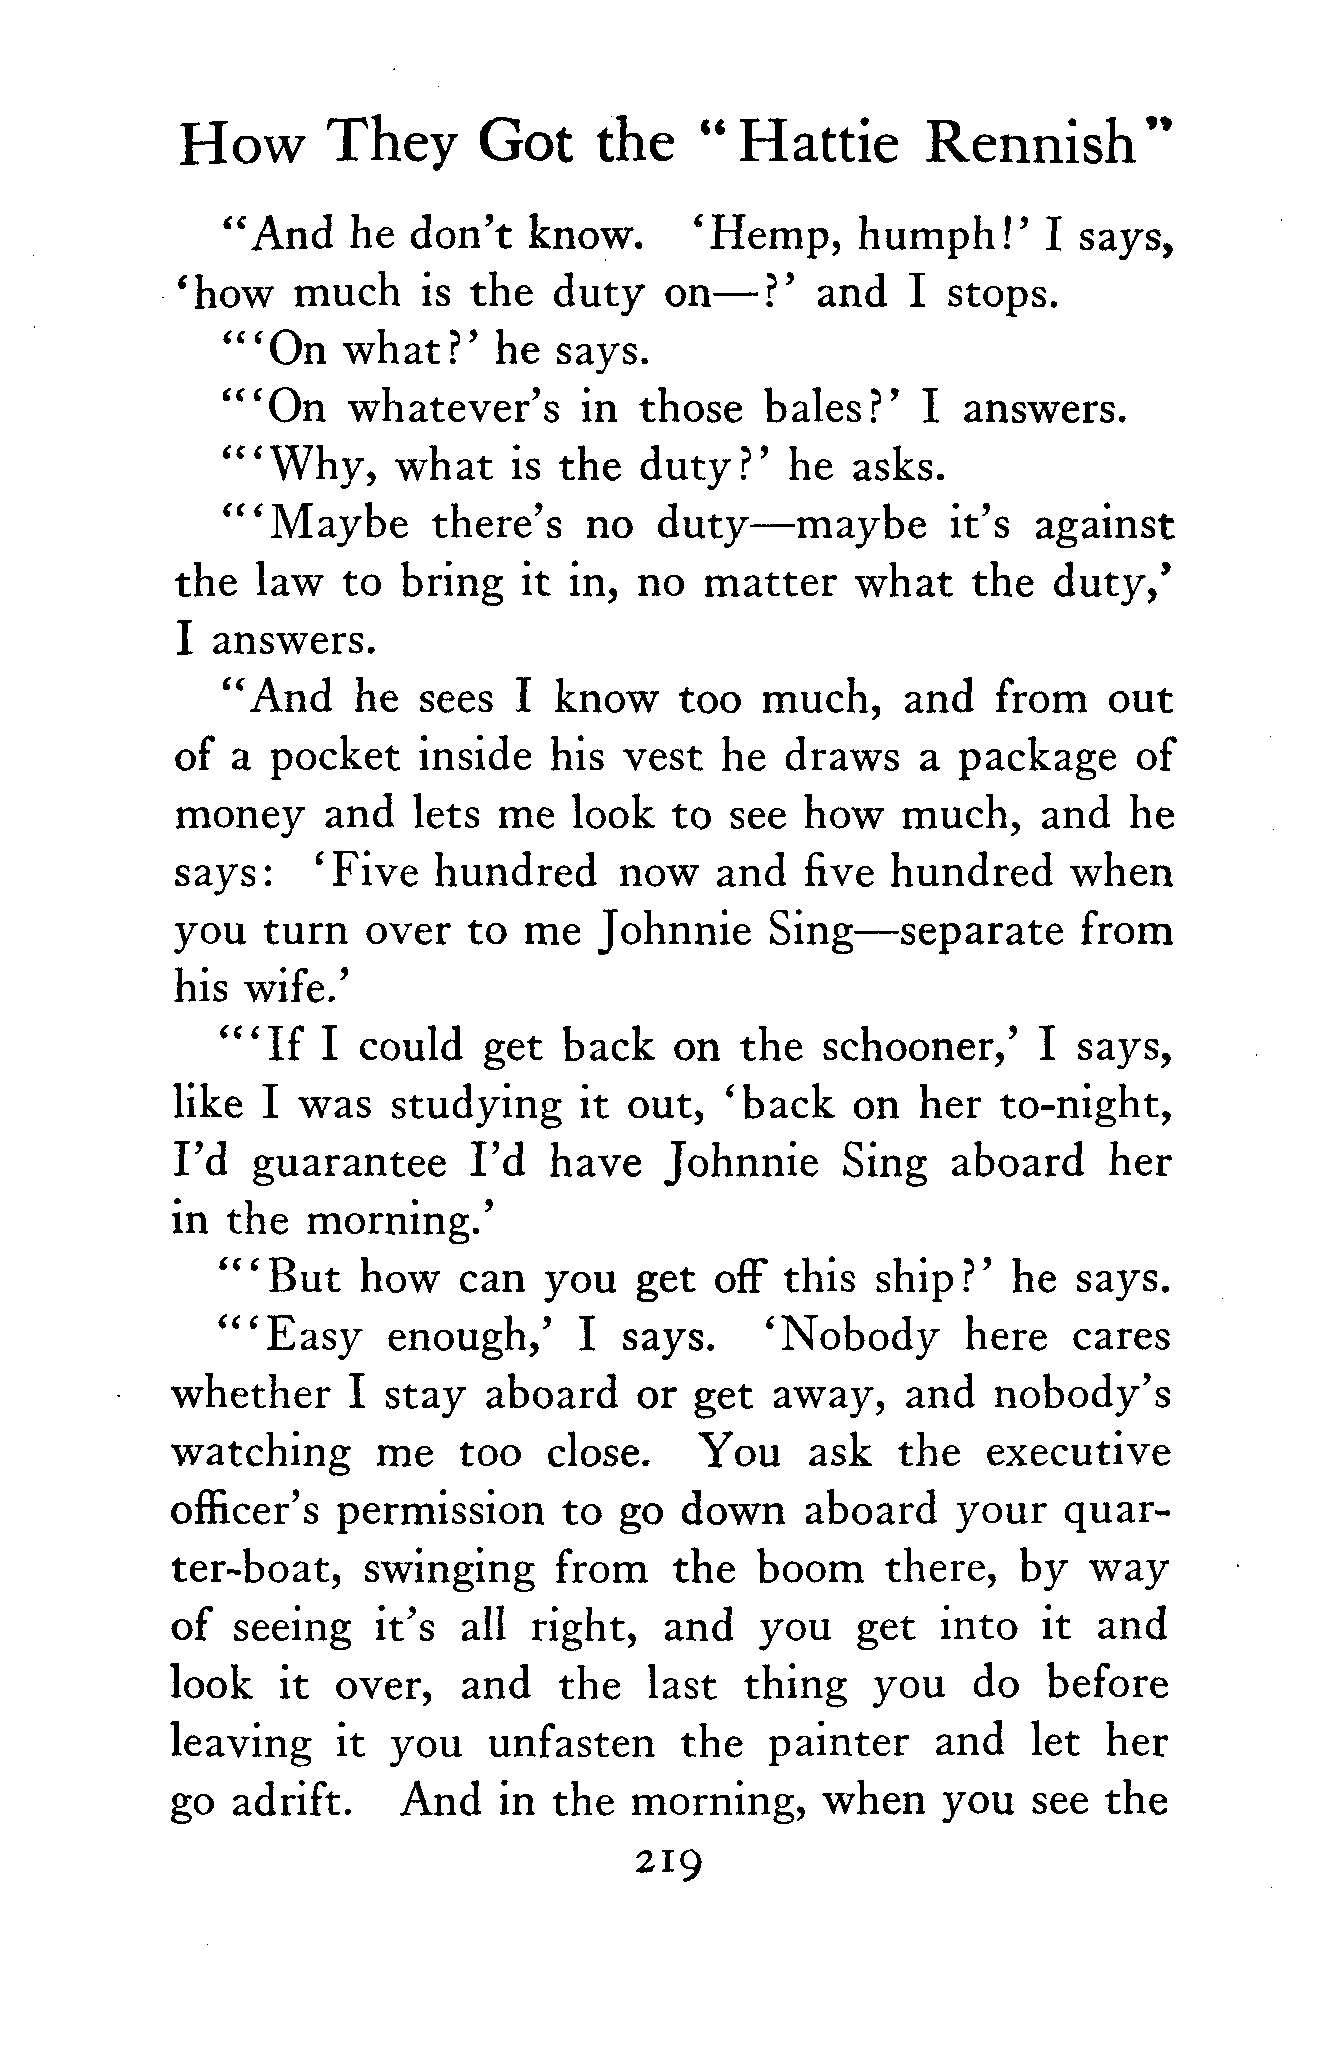 How They Got the “Hattie Rennish”
“And he don’t know. ‘Hemp, humph!’ I says,
‘how much is the duty on—?’ and I stops.
“‘On what?’ he says.
“‘On whatever’s in those bales?’ I answers.
“‘Why, what is the duty?’ he asks.
“‘Maybe there’s no duty—maybe it’s against
the law to bring it in, no matter what the duty,’
I answers.
“And he sees I know too much, and from out
of a pocket inside his vest he draws a package of
money and lets me look to see how much, and he
says: ‘Five hundred now and five hundred when
you turn over to me Johnnie Sing—separate from
his wife.’
“‘If I could get back on the schooner,’ I says,
like I was studying it out, ‘back on her to-night,
I’d guarantee I’d have Johnnie Sing aboard her
in the morning.’
“‘But how can you get off this ship?’ he says.
“‘Easy enough,’ I says. ‘Nobody here cares
whether I stay aboard or get away, and nobody’s
watching me too close. You ask the executive
officer’s permission to go down aboard your quar-
ter-boat, swinging from the boom there, by way
of seeing it’s all right, and you get into it and
look it over, and the last thing you do before
leaving it you unfasten the painter and let her
go adrift. And in the morning, when you see the
219